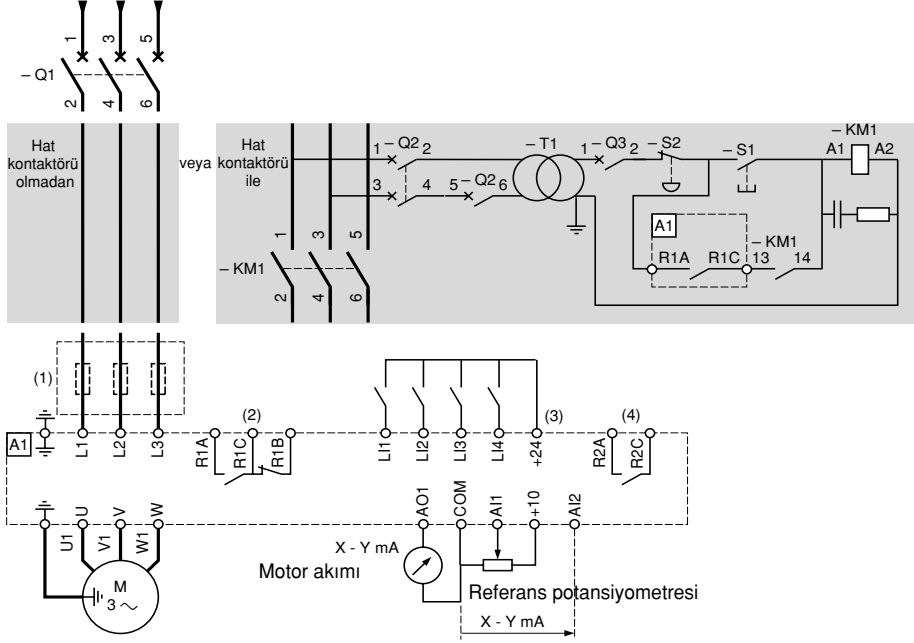 1 3 5
– Q1
2 4 6
Hat kontaktörü olmadan
veya
Hat kontaktörü ile
1 – Q2 2
– T1
1 – Q3 2
– S2
– S1
– KM1
A1 A2
3 4 5 – Q2 6
A1
R1A R1C
– KM1
13 14
1 3 5
– KM1
2 4 6
(1)
(2)
(3)
(4)
A1
L1
L2
L3
R1A
R1C
R1B
LI1
LI2
LI3
LI4
+24
R2A
R2C
U
V
W
AO1
COM
AI1
+10
AI2
U1
V1
W1
M
3
X - Y mA
Motor akımı
Referans potansiyometresi
X - Y mA